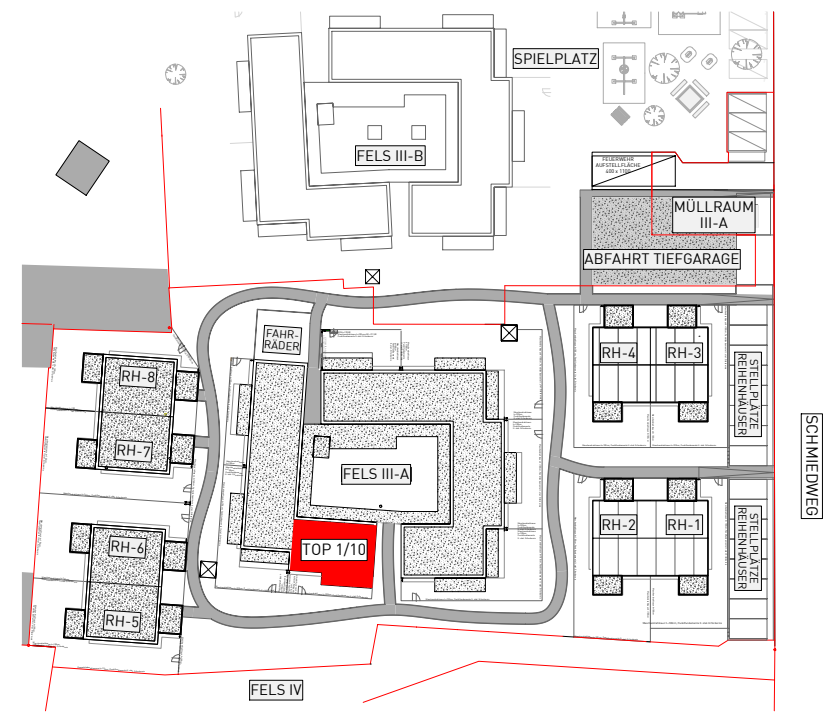 SPIELPLATZ
FELS III-B
FEUERWEHR
AUFSTELLFLÄCHE
600 x 1100
MÜLLRAUM
III-A
ABFAHRT TIEFGARAGE
FAHR-
RÄDER
RH-4
RH-3
STELLPLÄTZE
REIHENHÄUSER
RH-8
RH-7
FELS III-A
SCHMIEDWEG
RH-2
RH-1
STELLPLÄTZE
REIHENHÄUSER
RH-6
TOP 1/10
RH-5
FELS IV